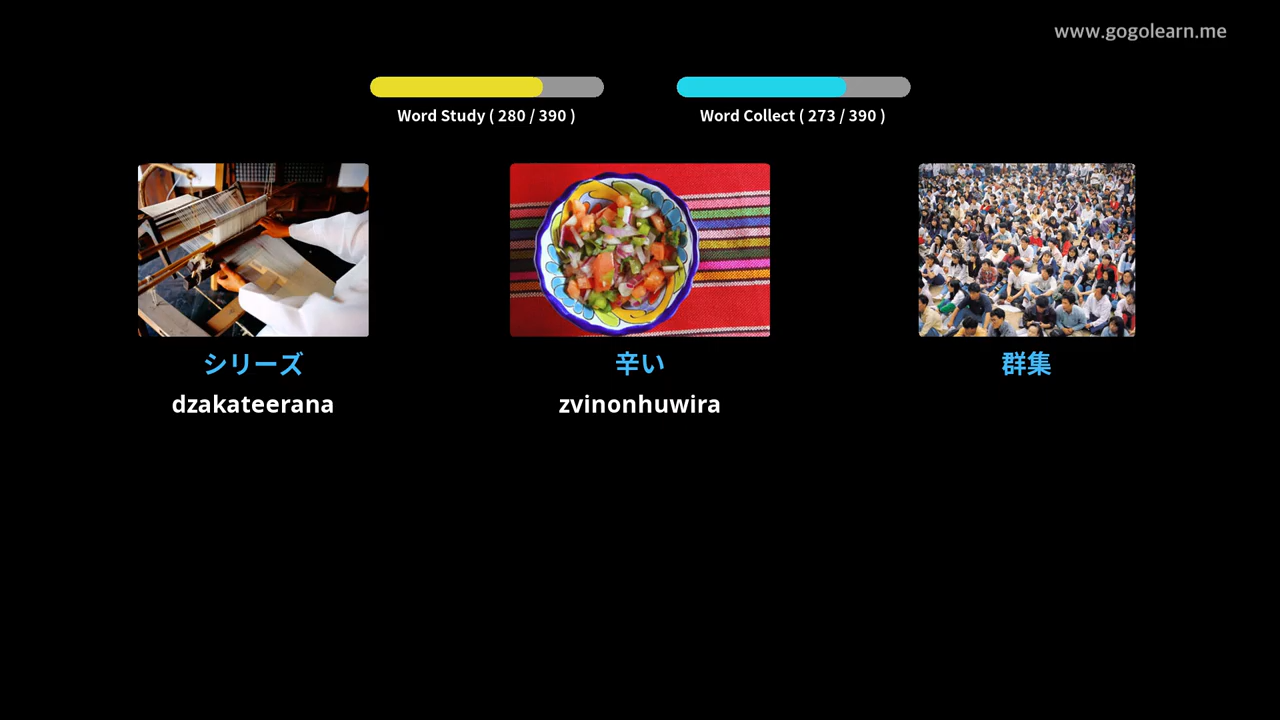 www.gogolearn.me
Word Study ( 280 / 390 )
Word Collect ( 273 / 390 )
シリーズ
辛い
群集
dzakateerana
zvinonhuwira